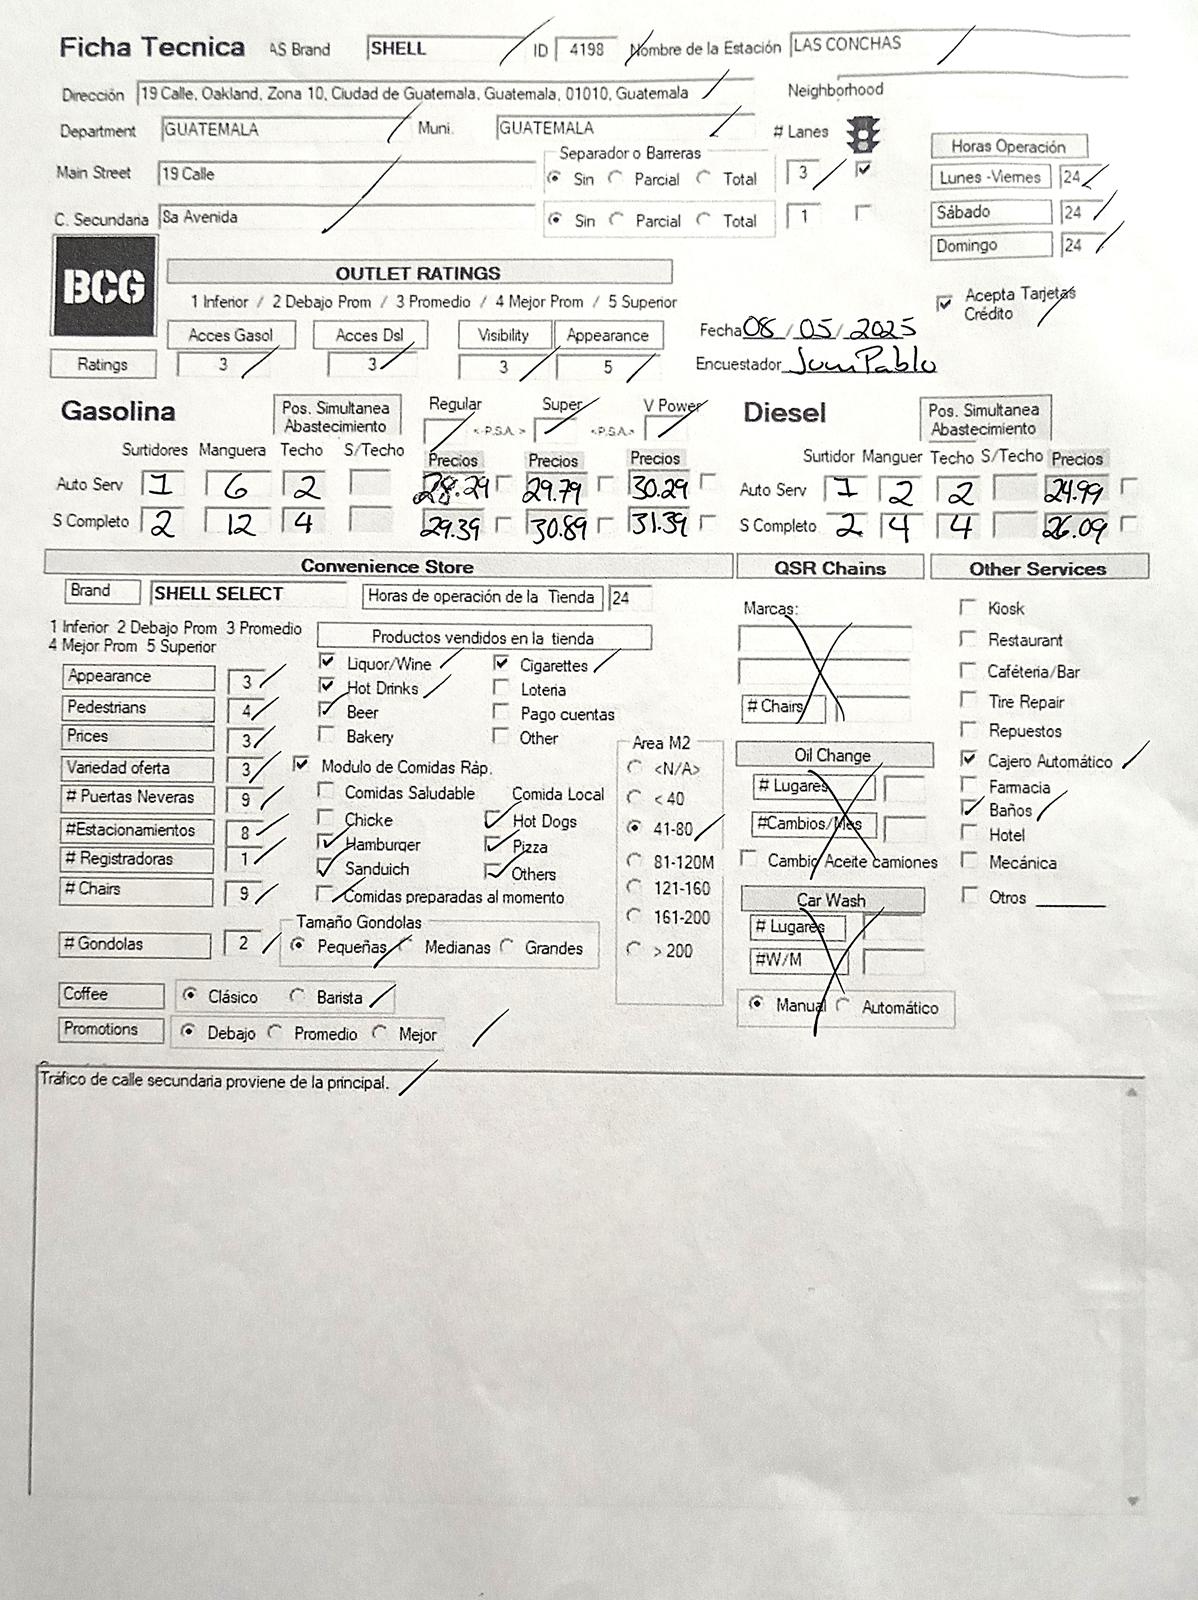 Ficha Tecnica AS Brand SHELL ID 4198 Nombre de la Estación LAS CONCHAS
Dirección 19 Calle, Oakland, Zona 10, Ciudad de Guatemala, Guatemala, 01010, Guatemala Neighborhood
Department GUATEMALA Muni. GUATEMALA # Lanes
Horas Operación
Separador o Barreras
Main Street 19 Calle Sin Parcial Total 3 Lunes -Viernes 24
C. Secundaria 8a Avenida Sin Parcial Total 1 Sábado 24
Domingo 24
BCG
OUTLET RATINGS
1 Inferior / 2 Debajo Prom / 3 Promedio / 4 Mejor Prom / 5 Superior
Acepta Tarjetas
Crédito
Acces Gasol Acces Dsl Visibility Appearance
Fecha 08 / 05 / 2025
Ratings 3 3 3 5
Encuestador Juan Pablo
Gasolina Pos. Simultanea Abastecimiento Regular <-P.S.A.> Super <-P.S.A.> V Power
Diesel Pos. Simultanea Abastecimiento
Surtidores Manguera Techo S/Techo Precios Precios Precios
Surtidor Manguer Techo S/Techo Precios
Auto Serv 1 6 2 28.29 29.79 30.29
Auto Serv 1 2 2 24.99
S Completo 2 12 4 29.39 30.89 31.39
S Completo 2 4 4 26.09
Convenience Store
QSR Chains
Other Services
Brand SHELL SELECT Horas de operación de la Tienda 24
1 Inferior 2 Debajo Prom 3 Promedio
4 Mejor Prom 5 Superior
Productos vendidos en la tienda
Appearance 3
Pedestrians 4
Prices 3
Variedad oferta 3
# Puertas Neveras 9
#Estacionamientos 8
# Registradoras 1
# Chairs 9
# Gondolas 2
Liquor/Wine Cigarettes
Hot Drinks Loteria
Beer Pago cuentas
Bakery Other
Modulo de Comidas Ráp.
Comidas Saludable Comida Local
Chicke Hot Dogs
Hamburger Pizza
Sanduich Others
Comidas preparadas al momento
Tamaño Gondolas
Pequeñas Medianas Grandes
Coffee Clásico Barista
Promotions Debajo Promedio Mejor
Area M2
<N/A>
< 40
41-80
81-120M
121-160
161-200
> 200
Marcas:
# Chairs
Oil Change
# Lugares
#Cambios/Mes
Cambio Aceite camiones
Car Wash
# Lugares
#W/M
Manual Automático
Kiosk
Restaurant
Caféteria/Bar
Tire Repair
Repuestos
Cajero Automático
Farmacia
Baños
Hotel
Mecánica
Otros
Tráfico de calle secundaria proviene de la principal.